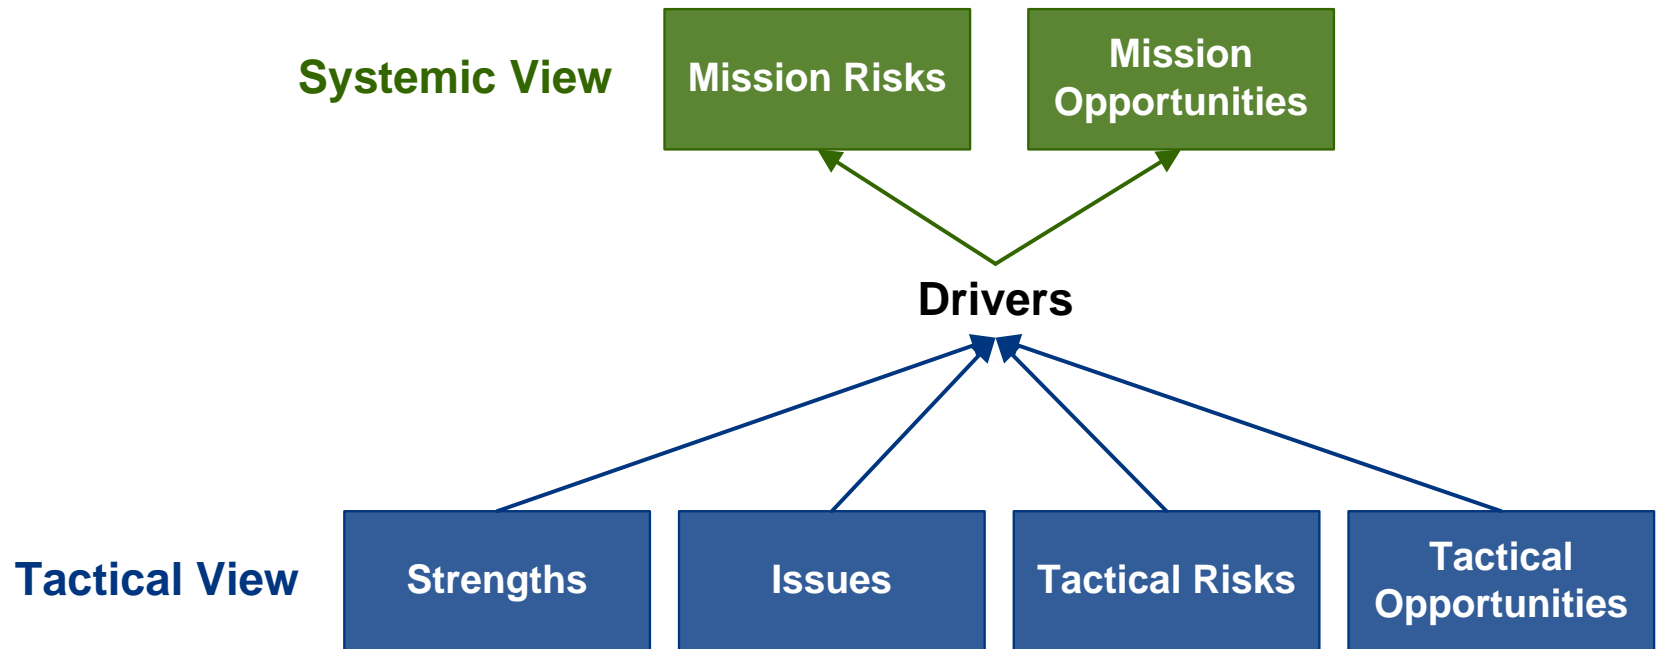 Systemic View
Mission Risks
Mission
Opportunities
Drivers
Tactical View
Strengths
Issues
Tactical Risks
Tactical
Opportunities